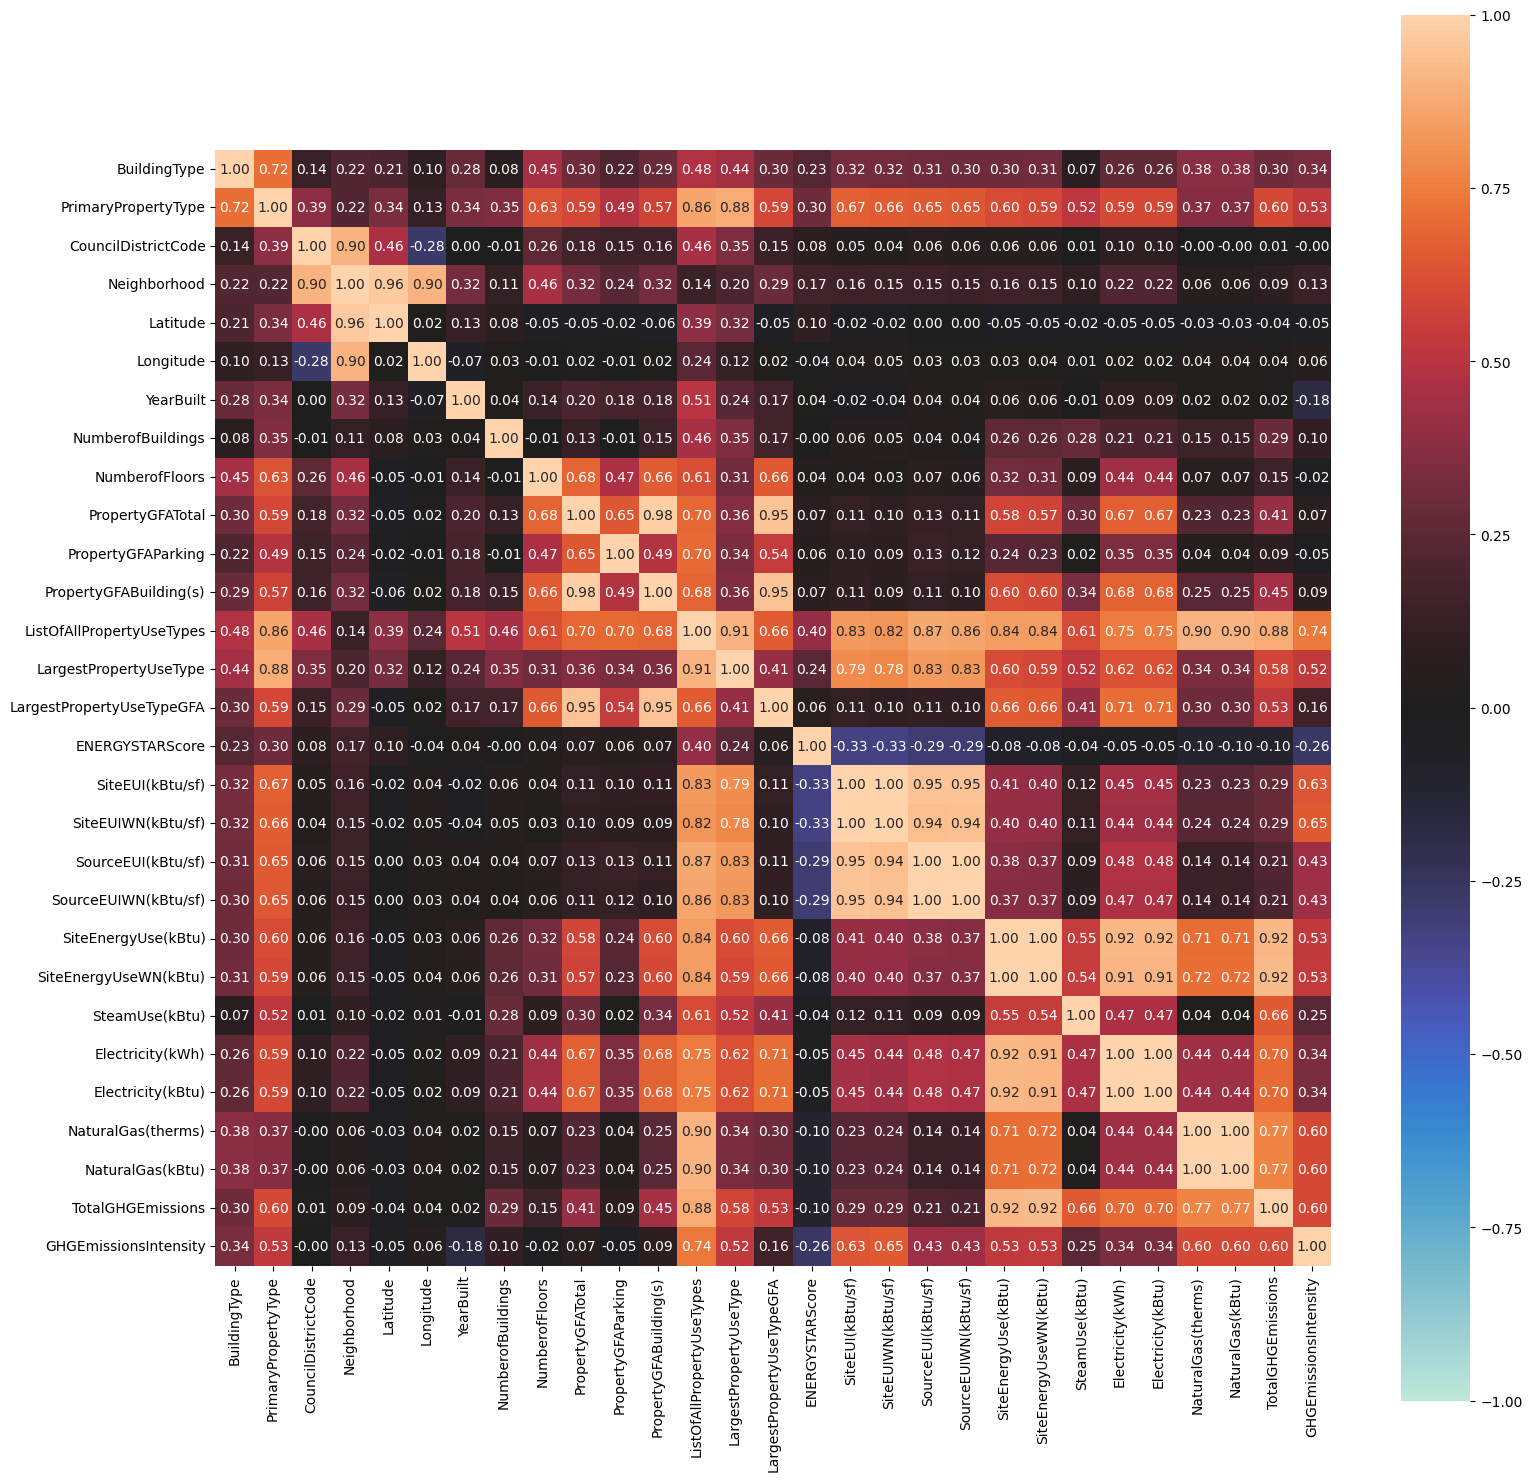 1.00
BuildingType 1.00 0.72 0.14 0.22 0.21 0.10 0.28 0.08 0.45 0.30 0.22 0.29 0.48 0.44 0.30 0.23 0.32 0.32 0.31 0.30 0.30 0.31 0.07 0.26 0.26 0.38 0.38 0.30 0.34
PrimaryPropertyType 0.72 1.00 0.39 0.22 0.34 0.13 0.34 0.35 0.63 0.59 0.49 0.57 0.86 0.88 0.59 0.30 0.67 0.66 0.65 0.65 0.60 0.59 0.52 0.59 0.59 0.37 0.37 0.60 0.53
0.75
CouncilDistrictCode 0.14 0.39 1.00 0.90 0.46 -0.28 0.00 -0.01 0.26 0.18 0.15 0.16 0.46 0.35 0.15 0.08 0.05 0.04 0.06 0.06 0.06 0.06 0.01 0.10 0.10 -0.00 -0.00 0.01 -0.00
Neighborhood 0.22 0.22 0.90 1.00 0.96 0.90 0.32 0.11 0.46 0.32 0.24 0.32 0.14 0.20 0.29 0.17 0.16 0.15 0.15 0.15 0.16 0.15 0.10 0.22 0.22 0.06 0.06 0.09 0.13
Latitude 0.21 0.34 0.46 0.96 1.00 0.02 0.13 0.08 -0.05 -0.05 -0.02 -0.06 0.39 0.32 -0.05 0.10 -0.02 -0.02 0.00 0.00 -0.05 -0.05 -0.02 -0.05 -0.05 -0.03 -0.03 -0.04 -0.05
Longitude 0.10 0.13 -0.28 0.90 0.02 1.00 -0.07 0.03 -0.01 0.02 -0.01 0.02 0.24 0.12 0.02 -0.04 0.04 0.05 0.03 0.03 0.03 0.04 0.01 0.02 0.02 0.04 0.04 0.04 0.06
0.50
YearBuilt 0.28 0.34 0.00 0.32 0.13 -0.07 1.00 0.04 0.14 0.20 0.18 0.18 0.51 0.24 0.17 0.04 -0.02 -0.04 0.04 0.04 0.06 0.06 -0.01 0.09 0.09 0.02 0.02 0.02 -0.18
NumberofBuildings 0.08 0.35 -0.01 0.11 0.08 0.03 0.04 1.00 -0.01 0.13 -0.01 0.15 0.46 0.35 0.17 -0.00 0.06 0.05 0.04 0.04 0.26 0.26 0.28 0.21 0.21 0.15 0.15 0.29 0.10
NumberofFloors 0.45 0.63 0.26 0.46 -0.05 -0.01 0.14 -0.01 1.00 0.68 0.47 0.66 0.61 0.31 0.66 0.04 0.04 0.03 0.07 0.06 0.32 0.31 0.09 0.44 0.44 0.07 0.07 0.15 -0.02
PropertyGFATotal 0.30 0.59 0.18 0.32 -0.05 0.02 0.20 0.13 0.68 1.00 0.65 0.98 0.70 0.36 0.95 0.07 0.11 0.10 0.13 0.11 0.58 0.57 0.30 0.67 0.67 0.23 0.23 0.41 0.07
0.25
PropertyGFAParking 0.22 0.49 0.15 0.24 -0.02 -0.01 0.18 -0.01 0.47 0.65 1.00 0.49 0.70 0.34 0.54 0.06 0.10 0.09 0.13 0.12 0.24 0.23 0.02 0.35 0.35 0.04 0.04 0.09 -0.05
PropertyGFABuilding(s) 0.29 0.57 0.16 0.32 -0.06 0.02 0.18 0.15 0.66 0.98 0.49 1.00 0.68 0.36 0.95 0.07 0.11 0.09 0.11 0.10 0.60 0.60 0.34 0.68 0.68 0.25 0.25 0.45 0.09
ListOfAllPropertyUseTypes 0.48 0.86 0.46 0.14 0.39 0.24 0.51 0.46 0.61 0.70 0.70 0.68 1.00 0.91 0.66 0.40 0.83 0.82 0.87 0.86 0.84 0.84 0.61 0.75 0.75 0.90 0.90 0.88 0.74
LargestPropertyUseType 0.44 0.88 0.35 0.20 0.32 0.12 0.24 0.35 0.31 0.36 0.34 0.36 0.91 1.00 0.41 0.24 0.79 0.78 0.83 0.83 0.60 0.59 0.52 0.62 0.62 0.34 0.34 0.58 0.52
LargestPropertyUseTypeGFA 0.30 0.59 0.15 0.29 -0.05 0.02 0.17 0.17 0.66 0.95 0.54 0.95 0.66 0.41 1.00 0.06 0.11 0.10 0.11 0.10 0.66 0.66 0.41 0.71 0.71 0.30 0.30 0.53 0.16
0.00
ENERGYSTARScore 0.23 0.30 0.08 0.17 0.10 -0.04 0.04 -0.00 0.04 0.07 0.06 0.07 0.40 0.24 0.06 1.00 -0.33 -0.33 -0.29 -0.29 -0.08 -0.08 -0.04 -0.05 -0.05 -0.10 -0.10 -0.10 -0.26
SiteEUI(kBtu/sf) 0.32 0.67 0.05 0.16 -0.02 0.04 -0.02 0.06 0.04 0.11 0.10 0.11 0.83 0.79 0.11 -0.33 1.00 1.00 0.95 0.95 0.41 0.40 0.12 0.45 0.45 0.23 0.23 0.29 0.63
SiteEUIWN(kBtu/sf) 0.32 0.66 0.04 0.15 -0.02 0.05 -0.04 0.05 0.03 0.10 0.09 0.09 0.82 0.78 0.10 -0.33 1.00 1.00 0.94 0.94 0.40 0.40 0.11 0.44 0.44 0.24 0.24 0.29 0.65
SourceEUI(kBtu/sf) 0.31 0.65 0.06 0.15 0.00 0.03 0.04 0.04 0.07 0.13 0.13 0.11 0.87 0.83 0.11 -0.29 0.95 0.94 1.00 1.00 0.38 0.37 0.09 0.48 0.48 0.14 0.14 0.21 0.43
−0.25
SourceEUIWN(kBtu/sf) 0.30 0.65 0.06 0.15 0.00 0.03 0.04 0.04 0.06 0.11 0.12 0.10 0.86 0.83 0.10 -0.29 0.95 0.94 1.00 1.00 0.37 0.37 0.09 0.47 0.47 0.14 0.14 0.21 0.43
SiteEnergyUse(kBtu) 0.30 0.60 0.06 0.16 -0.05 0.03 0.06 0.26 0.32 0.58 0.24 0.60 0.84 0.60 0.66 -0.08 0.41 0.40 0.38 0.37 1.00 1.00 0.55 0.92 0.92 0.71 0.71 0.92 0.53
SiteEnergyUseWN(kBtu) 0.31 0.59 0.06 0.15 -0.05 0.04 0.06 0.26 0.31 0.57 0.23 0.60 0.84 0.59 0.66 -0.08 0.40 0.40 0.37 0.37 1.00 1.00 0.54 0.91 0.91 0.72 0.72 0.92 0.53
SteamUse(kBtu) 0.07 0.52 0.01 0.10 -0.02 0.01 -0.01 0.28 0.09 0.30 0.02 0.34 0.61 0.52 0.41 -0.04 0.12 0.11 0.09 0.09 0.55 0.54 1.00 0.47 0.47 0.04 0.04 0.66 0.25
−0.50
Electricity(kWh) 0.26 0.59 0.10 0.22 -0.05 0.02 0.09 0.21 0.44 0.67 0.35 0.68 0.75 0.62 0.71 -0.05 0.45 0.44 0.48 0.47 0.92 0.91 0.47 1.00 1.00 0.44 0.44 0.70 0.34
Electricity(kBtu) 0.26 0.59 0.10 0.22 -0.05 0.02 0.09 0.21 0.44 0.67 0.35 0.68 0.75 0.62 0.71 -0.05 0.45 0.44 0.48 0.47 0.92 0.91 0.47 1.00 1.00 0.44 0.44 0.70 0.34
NaturalGas(therms) 0.38 0.37 -0.00 0.06 -0.03 0.04 0.02 0.15 0.07 0.23 0.04 0.25 0.90 0.34 0.30 -0.10 0.23 0.24 0.14 0.14 0.71 0.72 0.04 0.44 0.44 1.00 1.00 0.77 0.60
NaturalGas(kBtu) 0.38 0.37 -0.00 0.06 -0.03 0.04 0.02 0.15 0.07 0.23 0.04 0.25 0.90 0.34 0.30 -0.10 0.23 0.24 0.14 0.14 0.71 0.72 0.04 0.44 0.44 1.00 1.00 0.77 0.60
TotalGHGEmissions 0.30 0.60 0.01 0.09 -0.04 0.04 0.02 0.29 0.15 0.41 0.09 0.45 0.88 0.58 0.53 -0.10 0.29 0.29 0.21 0.21 0.92 0.92 0.66 0.70 0.70 0.77 0.77 1.00 0.60
−0.75
GHGEmissionsIntensity 0.34 0.53 -0.00 0.13 -0.05 0.06 -0.18 0.10 -0.02 0.07 -0.05 0.09 0.74 0.52 0.16 -0.26 0.63 0.65 0.43 0.43 0.53 0.53 0.25 0.34 0.34 0.60 0.60 0.60 1.00
−1.00
BuildingType
PrimaryPropertyType
CouncilDistrictCode
Neighborhood
Latitude
Longitude
YearBuilt
NumberofBuildings
NumberofFloors
PropertyGFATotal
PropertyGFAParking
PropertyGFABuilding(s)
ListOfAllPropertyUseTypes
LargestPropertyUseType
LargestPropertyUseTypeGFA
ENERGYSTARScore
SiteEUI(kBtu/sf)
SiteEUIWN(kBtu/sf)
SourceEUI(kBtu/sf)
SourceEUIWN(kBtu/sf)
SiteEnergyUse(kBtu)
SiteEnergyUseWN(kBtu)
SteamUse(kBtu)
Electricity(kWh)
Electricity(kBtu)
NaturalGas(therms)
NaturalGas(kBtu)
TotalGHGEmissions
GHGEmissionsIntensity